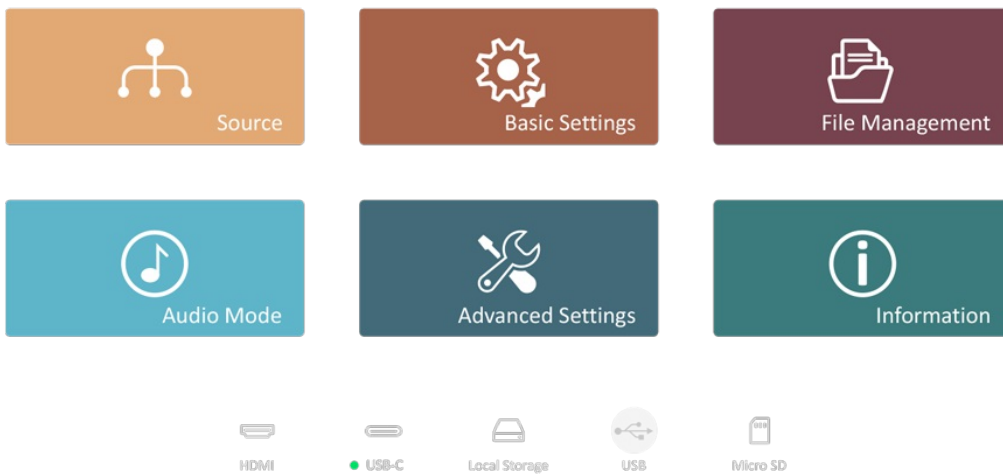 Source
Basic Settings
File Management
Audio Mode
Advanced Settings
Information
HDMI
USB-C
Local Storage
USB
Micro SD